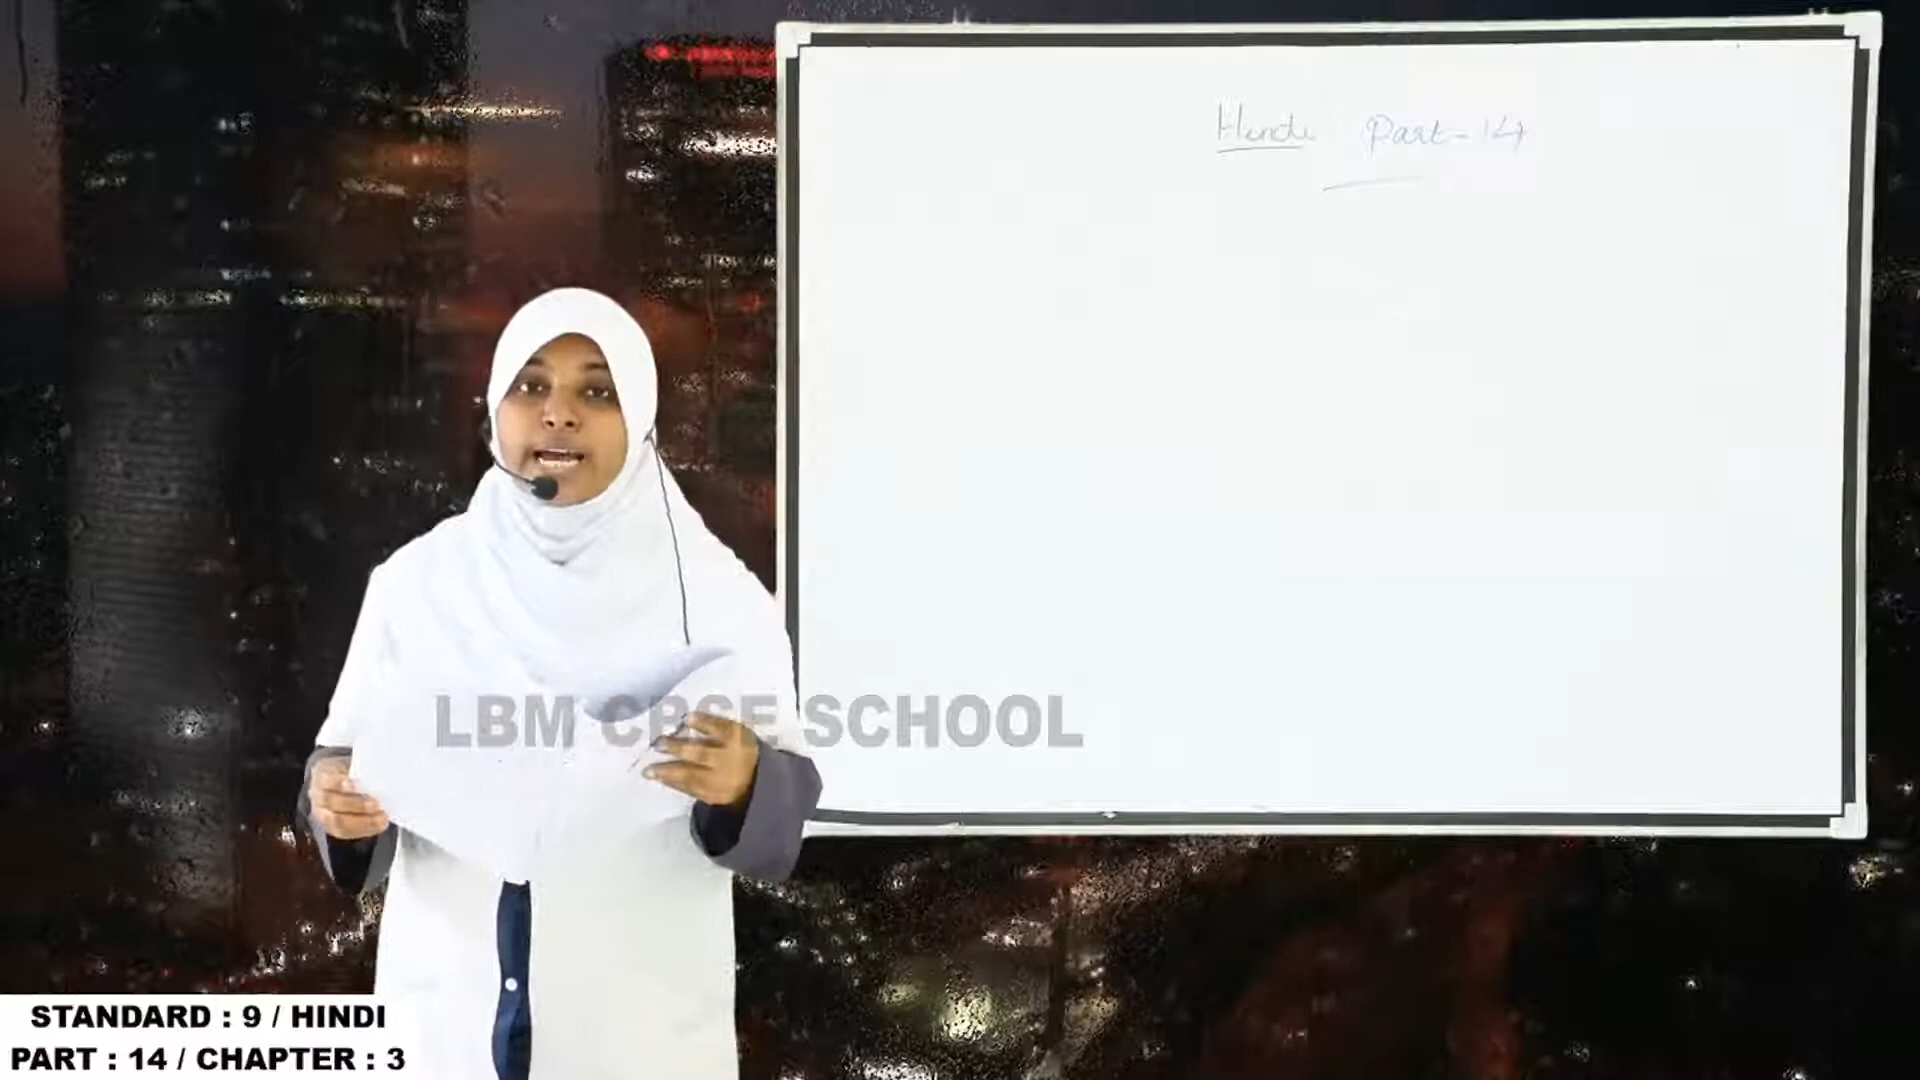 Hindi Part-14
LBM CBSE SCHOOL
STANDARD : 9 / HINDI
PART : 14 / CHAPTER : 3